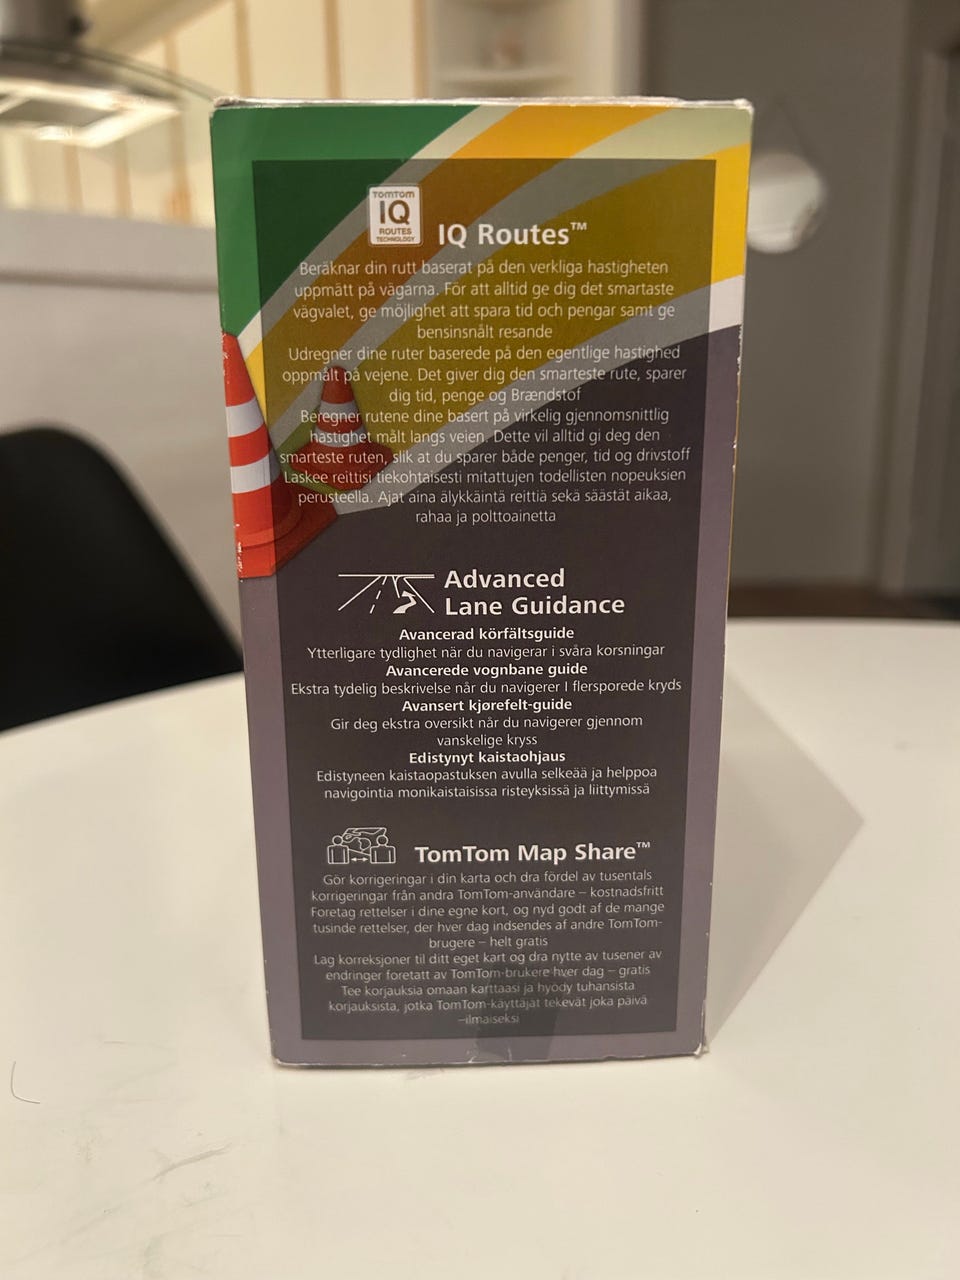 TOMTOM
IQ
ROUTES
TECHNOLOGY
IQ Routes™
Beräknar din rutt baserat på den verkliga hastigheten
uppmätt på vägarna. För att alltid ge dig det smartaste
vägvalet, ge möjlighet att spara tid och pengar samt ge
bensinsnålt resande
Udregner dine ruter baserede på den egentlige hastighed
oppmålt på vejene. Det giver dig den smarteste rute, sparer
dig tid, penge og Brændstof
Beregner rutene dine basert på virkelig gjennomsnittlig
hastighet målt langs veien. Dette vil alltid gi deg den
smarteste ruten, slik at du sparer både penger, tid og drivstoff
Laskee reittisi tiekohtaisesti mitattujen todellisten nopeuksien
perusteella. Ajat aina älykkäintä reittiä sekä säästät aikaa,
rahaa ja polttoainetta
Advanced
Lane Guidance
Avancerad körfältsguide
Ytterligare tydlighet när du navigerar i svåra korsningar
Avancerede vognbane guide
Ekstra tydelig beskrivelse når du navigerer I flersporede kryds
Avansert kjørefelt-guide
Gir deg ekstra oversikt når du navigerer gjennom
vanskelige kryss
Edistynyt kaistaohjaus
Edistyneen kaistaopastuksen avulla selkeää ja helppoa
navigointia monikaistaisissa risteyksissä ja liittymissä
TomTom Map Share™
Gör korrigeringar i din karta och dra fördel av tusentals
korrigeringar från andra TomTom-användare – kostnadsfritt
Foretag rettelser i dine egne kort, og nyd godt af de mange
tusinde rettelser, der hver dag indsendes af andre TomTom-
brugere – helt gratis
Lag korreksjoner til ditt eget kart og dra nytte av tusener av
endringer foretatt av TomTom-brukere hver dag – gratis
Tee korjauksia omaan karttaasi ja hyödy tuhansista
korjauksista, jotka TomTom-käyttäjät tekevät joka päivä
–ilmaiseksi